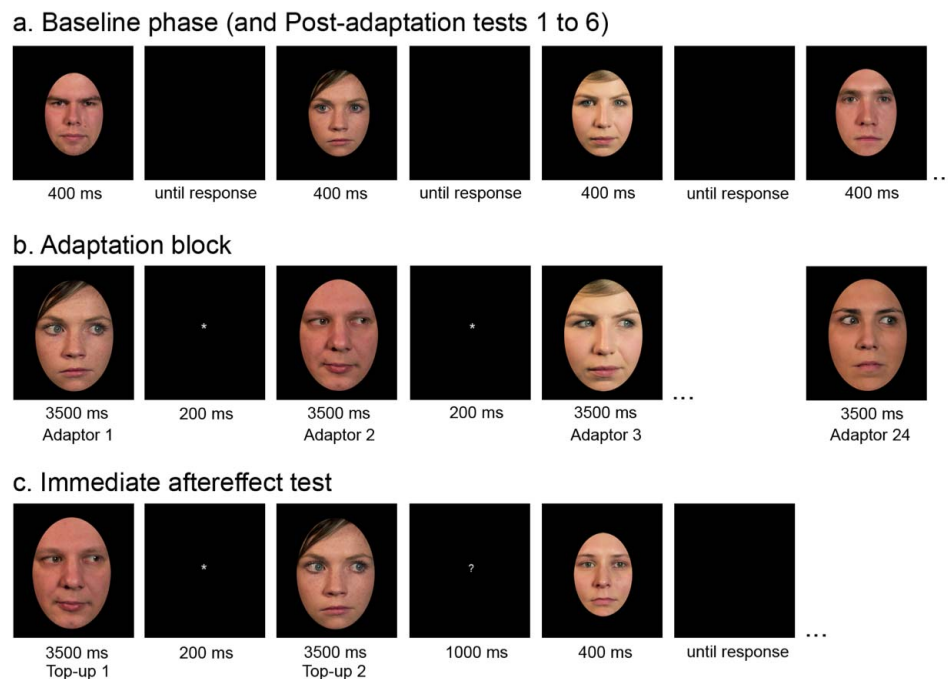 a. Baseline phase (and Post-adaptation tests 1 to 6)
400 ms until response 400 ms until response 400 ms until response 400 ms ..
b. Adaptation block
* *
...
3500 ms 200 ms 3500 ms 200 ms 3500 ms 3500 ms
Adaptor 1 Adaptor 2 Adaptor 3 Adaptor 24
c. Immediate aftereffect test
* ?
...
3500 ms 200 ms 3500 ms 1000 ms 400 ms until response
Top-up 1 Top-up 2